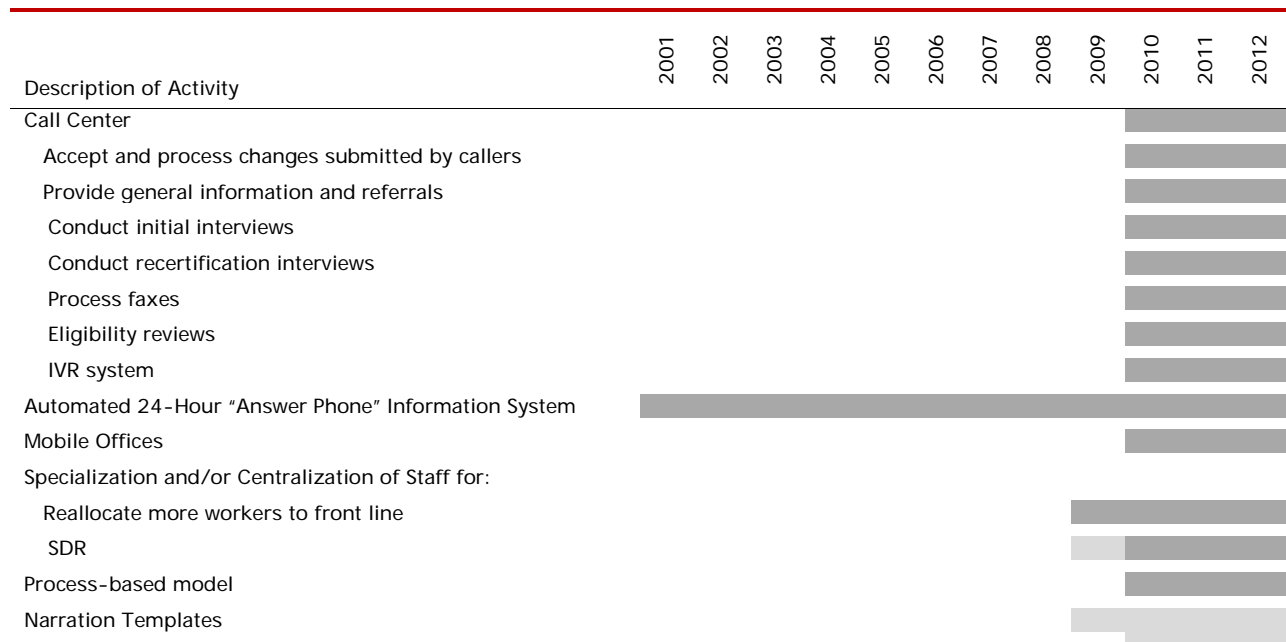 2001 2002 2003 2004 2005 2006 2007 2008 2009 2010 2011 2012
Description of Activity
Call Center
Accept and process changes submitted by callers
Provide general information and referrals
Conduct initial interviews
Conduct recertification interviews
Process faxes
Eligibility reviews
IVR system
Automated 24-Hour “Answer Phone” Information System
Mobile Offices
Specialization and/or Centralization of Staff for:
Reallocate more workers to front line
SDR
Process-based model
Narration Templates